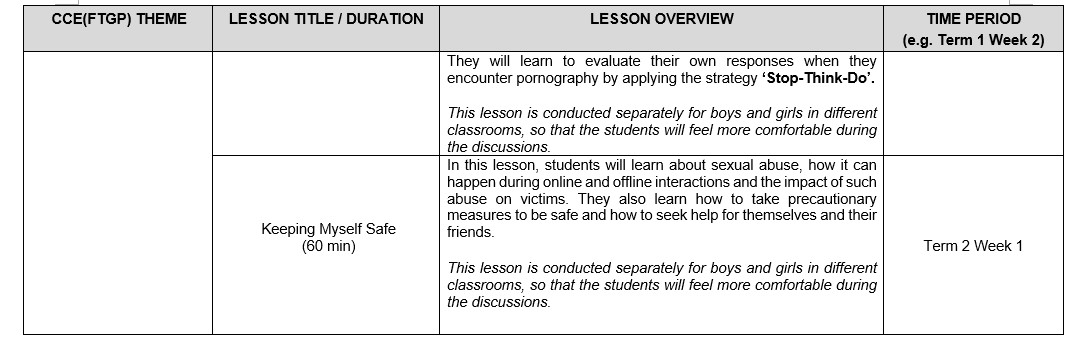 CCE(FTGP) THEME
LESSON TITLE / DURATION
LESSON OVERVIEW
TIME PERIOD
(e.g. Term 1 Week 2)
They will learn to evaluate their own responses when they
encounter pornography by applying the strategy ‘Stop-Think-Do’.
This lesson is conducted separately for boys and girls in different
classrooms, so that the students will feel more comfortable during
the discussions.
Keeping Myself Safe
(60 min)
In this lesson, students will learn about sexual abuse, how it can
happen during online and offline interactions and the impact of such
abuse on victims. They also learn how to take precautionary
measures to be safe and how to seek help for themselves and their
friends.
This lesson is conducted separately for boys and girls in different
classrooms, so that the students will feel more comfortable during
the discussions.
Term 2 Week 1